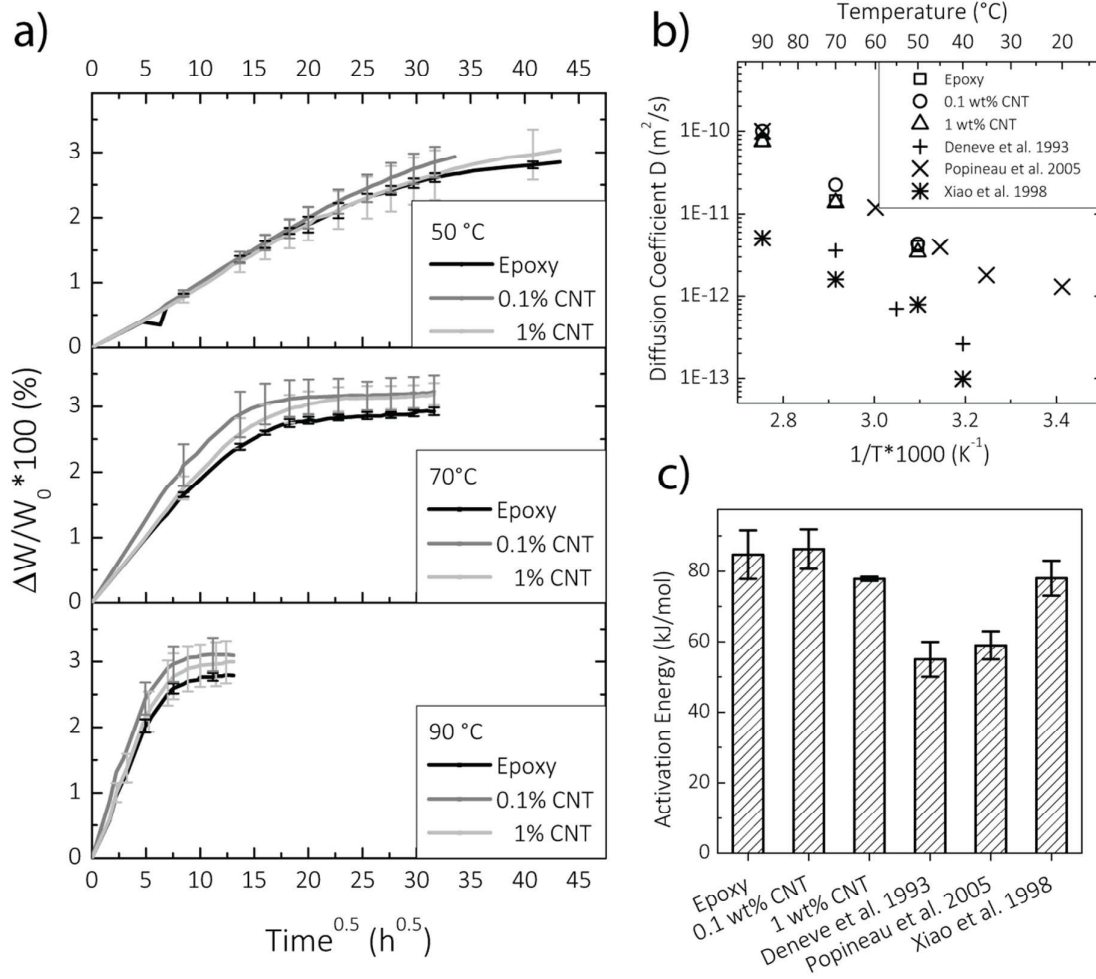 a)
0 5 10 15 20 25 30 35 40 45
3
2
1
0
50 °C
Epoxy
0.1% CNT
1% CNT
3
2
1
0
70°C
Epoxy
0.1% CNT
1% CNT
3
2
1
0
90 °C
Epoxy
0.1% CNT
1% CNT
0 5 10 15 20 25 30 35 40 45
ΔW/W0 *100 (%)
Time^0.5 (h^0.5)
b)
Temperature (°C)
90 80 70 60 50 40 30 20
Epoxy
0.1 wt% CNT
1 wt% CNT
Deneve et al. 1993
Popineau et al. 2005
Xiao et al. 1998
1E-10
1E-11
1E-12
1E-13
Diffusion Coefficient D (m²/s)
2.8 3.0 3.2 3.4
1/T*1000 (K⁻¹)
c)
80
60
40
20
0
Activation Energy (kJ/mol)
Epoxy
0.1 wt% CNT
1 wt% CNT
Deneve et al. 1993
Popineau et al. 2005
Xiao et al. 1998